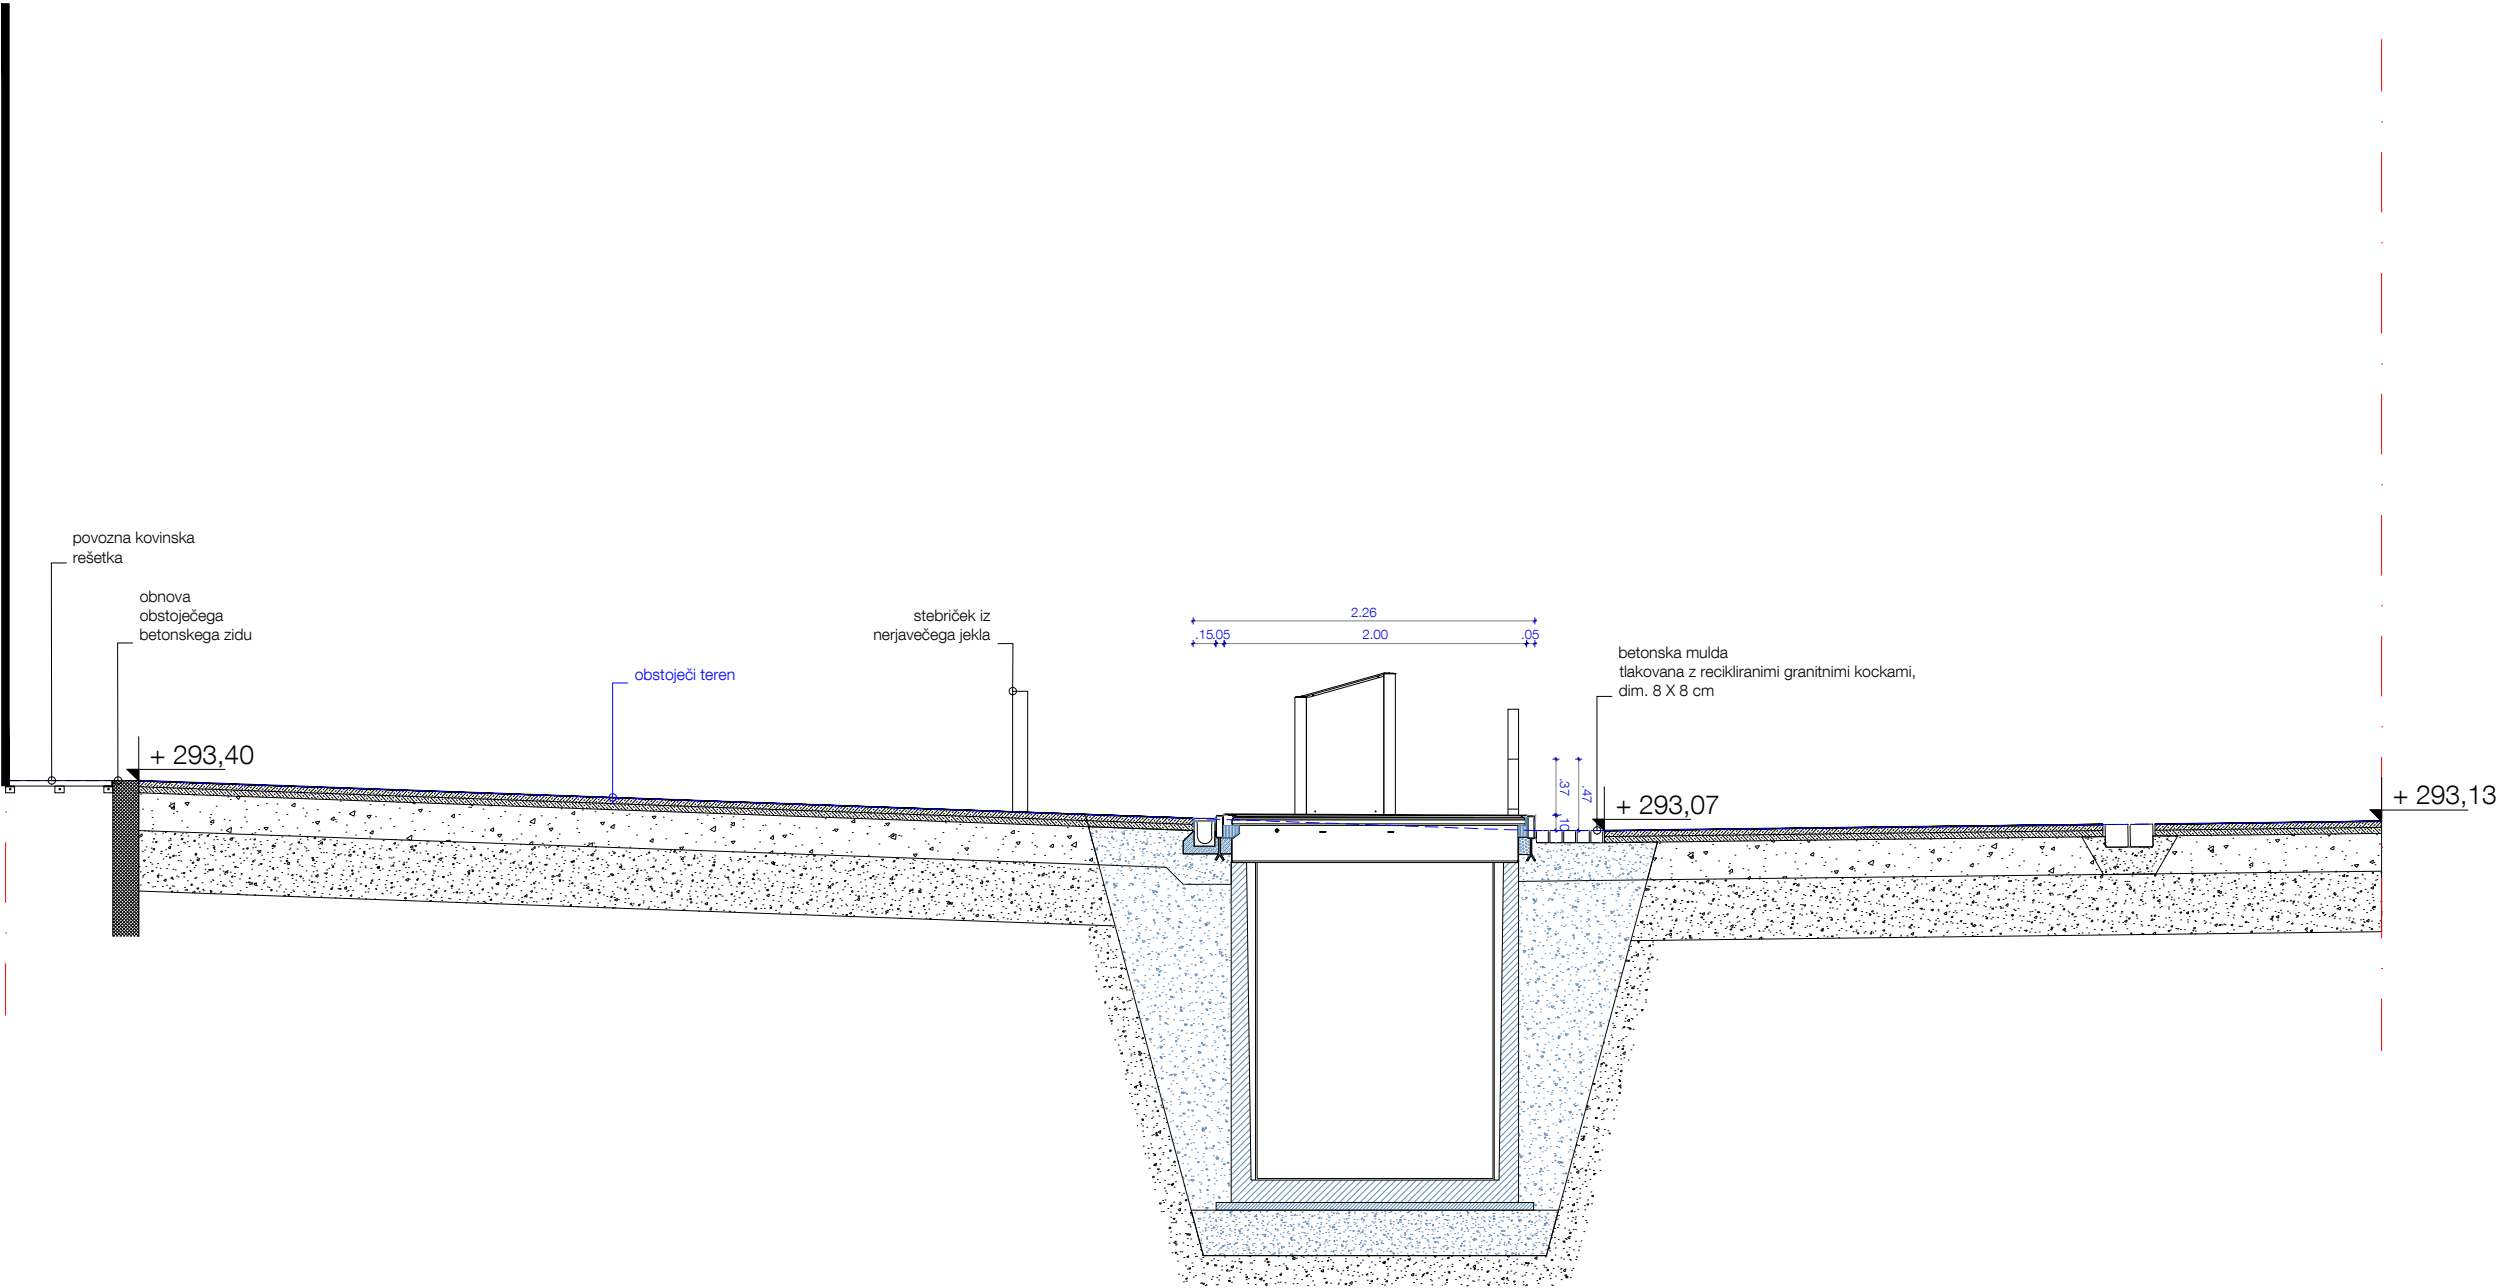 povozna kovinska
rešetka
obnova
obstoječega
betonskega zidu
+ 293,40
obstoječi teren
stebriček iz
nerjavečega jekla
2.26
.15 .05 2.00 .05
betonska mulda
tlakovana z recikliranimi granitnimi kockami,
dim. 8 X 8 cm
.37
.47
.10
+ 293,07
+ 293,13